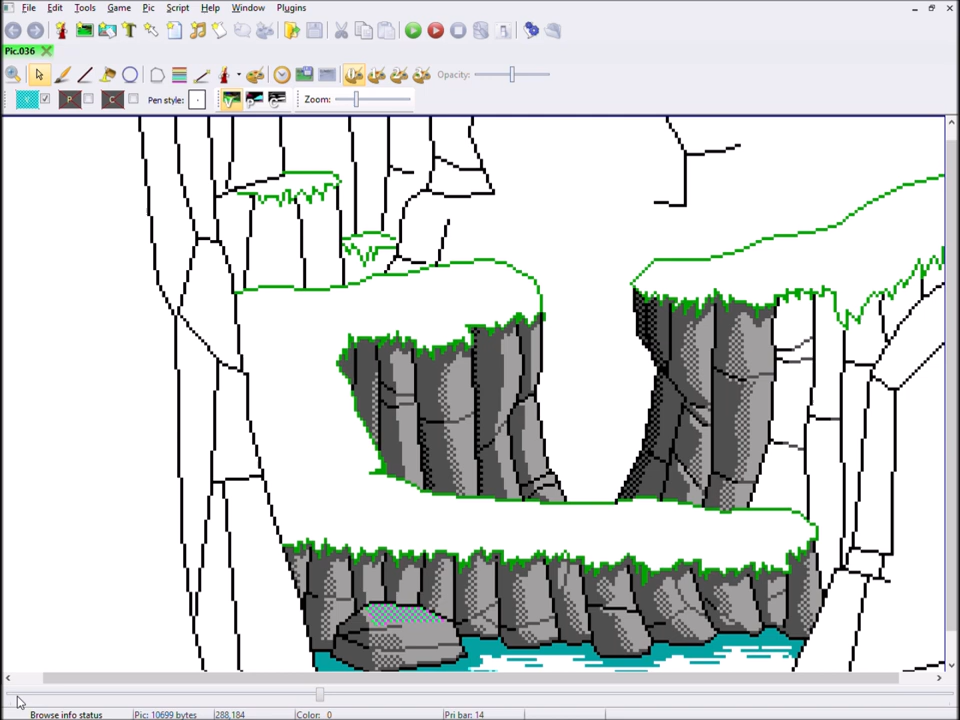 File Edit Tools Game Pic Script Help Window Plugins
Pic.036
Opacity:
V P C Pen style: Zoom: V P C
Browse info status Pic: 10699 bytes 288,184 Color: 0 Pri bar: 14